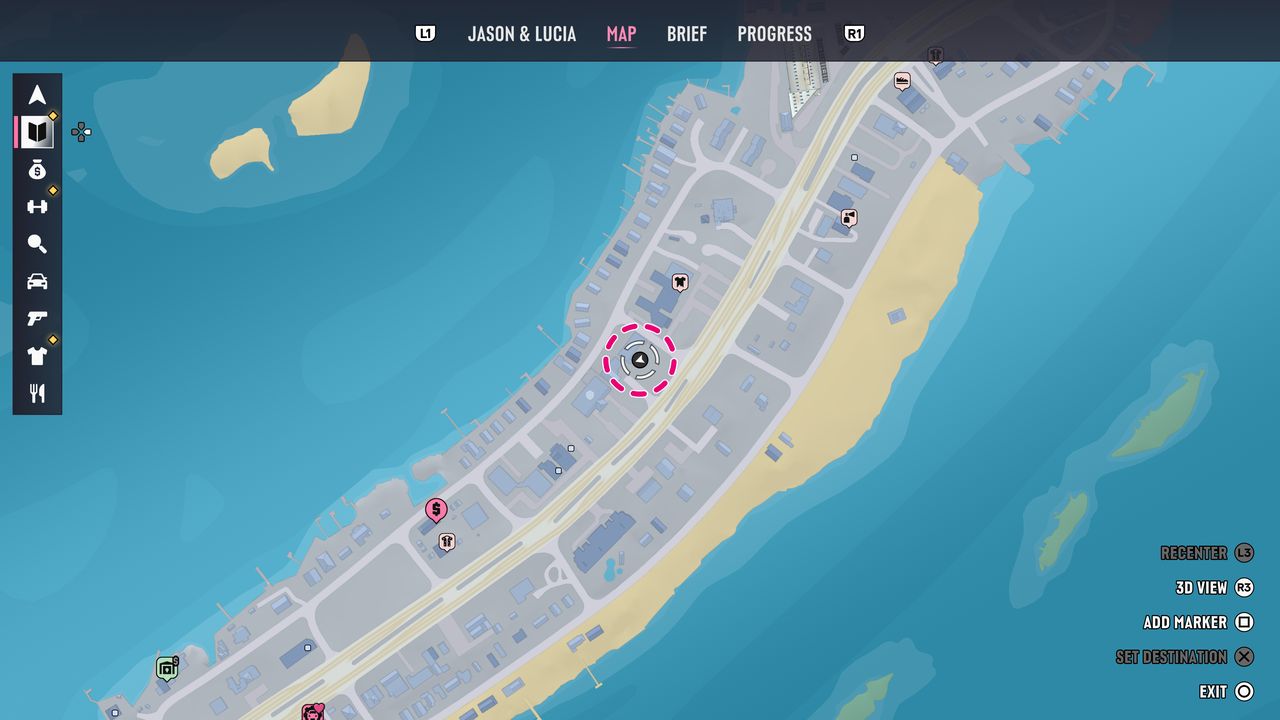 L1 JASON & LUCIA MAP BRIEF PROGRESS R1
$
$
$
RECENTER L3
3D VIEW R3
ADD MARKER
SET DESTINATION
EXIT